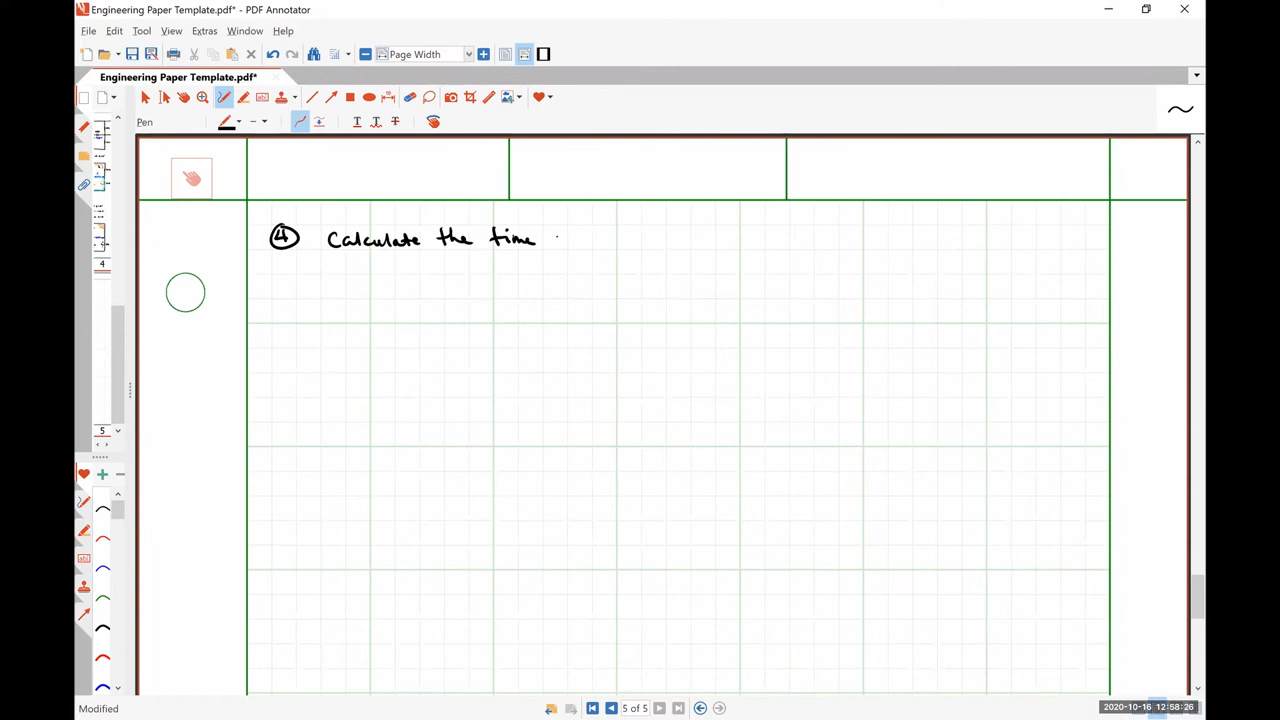 Engineering Paper Template.pdf* - PDF Annotator
File Edit Tool View Extras Window Help
Page Width
Engineering Paper Template.pdf*
Pen
④ Calculate the time
4
5
Modified
5 of 5
2020-10-16 12:58:26